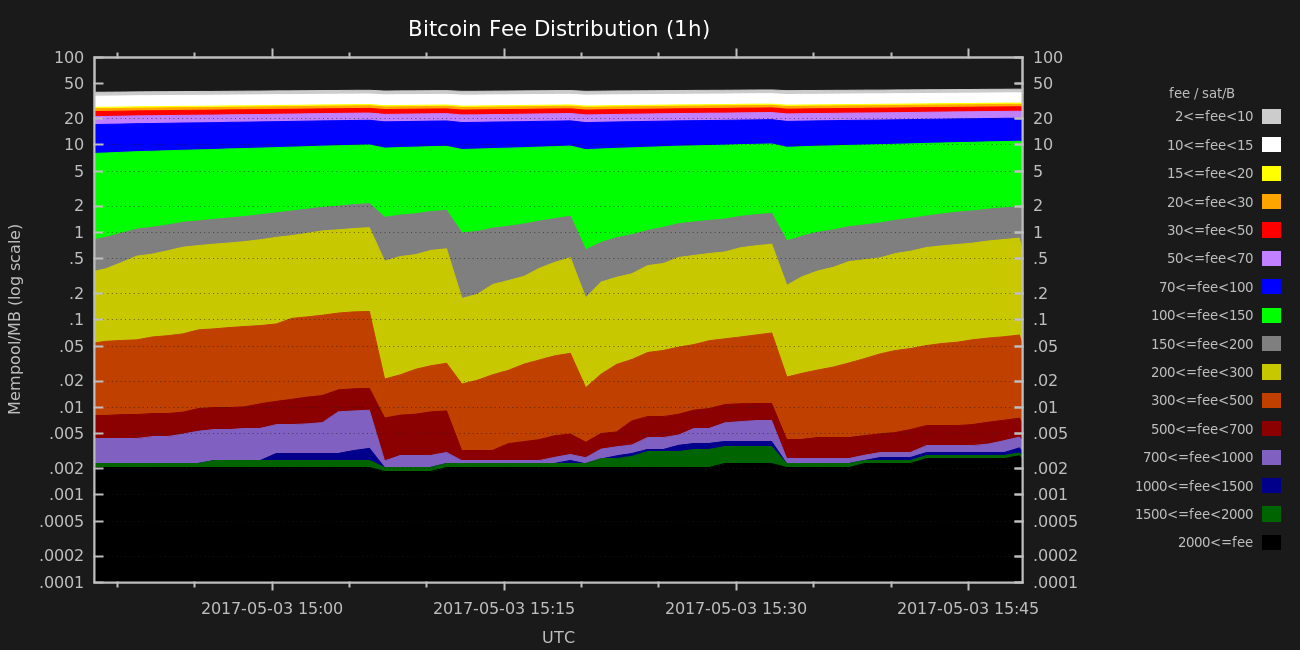 Bitcoin Fee Distribution (1h)
Mempool/MB (log scale)
100
50
20
10
5
2
1
.5
.2
.1
.05
.02
.01
.005
.002
.001
.0005
.0002
.0001
100
50
20
10
5
2
1
.5
.2
.1
.05
.02
.01
.005
.002
.001
.0005
.0002
.0001
2017-05-03 15:00
2017-05-03 15:15
2017-05-03 15:30
2017-05-03 15:45
UTC
fee / sat/B
2<=fee<10
10<=fee<15
15<=fee<20
20<=fee<30
30<=fee<50
50<=fee<70
70<=fee<100
100<=fee<150
150<=fee<200
200<=fee<300
300<=fee<500
500<=fee<700
700<=fee<1000
1000<=fee<1500
1500<=fee<2000
2000<=fee